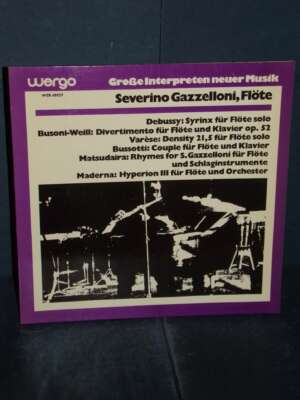 wergo
WER 60029
Große Interpreten neuer Musik
Severino Gazzelloni, Flöte
Debussy: Syrinx für Flöte solo
Busoni-Weill: Divertimento für Flöte und Klavier op. 52
Varèse: Density 21,5 für Flöte solo
Bussotti: Couple für Flöte und Klavier
Matsudaira: Rhymes for S. Gazzelloni für Flöte
und Schlaginstrumente
Maderna: Hyperion III für Flöte und Orchester